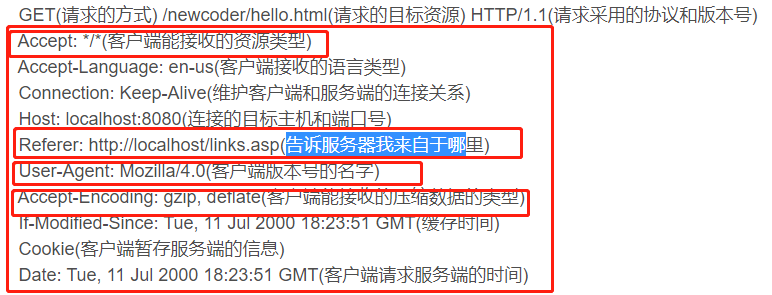 GET(请求的方式) /newcoder/hello.html(请求的目标资源) HTTP/1.1(请求采用的协议和版本号)
Accept: */*(客户端能接收的资源类型)
Accept-Language: en-us(客户端接收的语言类型)
Connection: Keep-Alive(维护客户端和服务端的连接关系)
Host: localhost:8080(连接的目标主机和端口号)
Referer: http://localhost/links.asp(告诉服务器我来自于哪里)
User-Agent: Mozilla/4.0(客户端版本号的名字)
Accept-Encoding: gzip, deflate(客户端能接收的压缩数据的类型)
If-Modified-Since: Tue, 11 Jul 2000 18:23:51 GMT(缓存时间)
Cookie(客户端暂存服务端的信息)
Date: Tue, 11 Jul 2000 18:23:51 GMT(客户端请求服务端的时间)